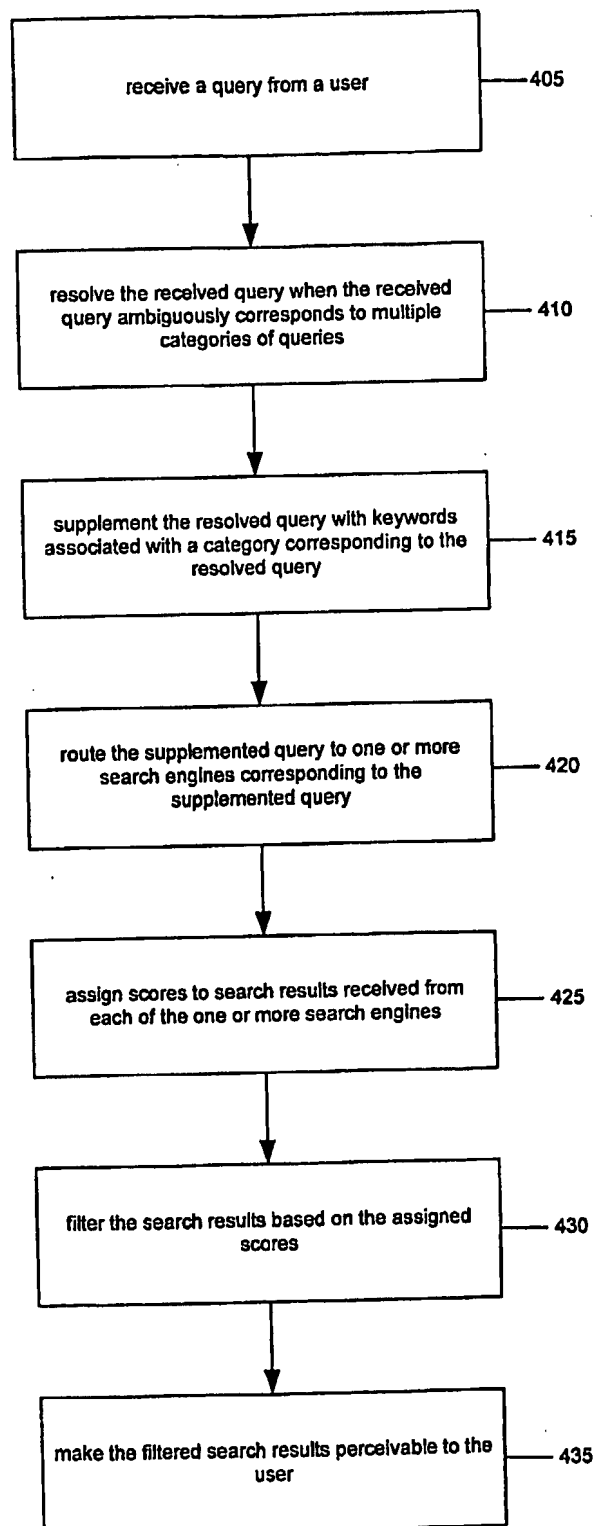 receive a query from a user
405
resolve the received query when the received
query ambiguously corresponds to multiple
categories of queries
410
supplement the resolved query with keywords
associated with a category corresponding to the
resolved query
415
route the supplemented query to one or more
search engines corresponding to the
supplemented query
420
assign scores to search results received from
each of the one or more search engines
425
filter the search results based on the assigned
scores
430
make the filtered search results perceivable to the
user
435